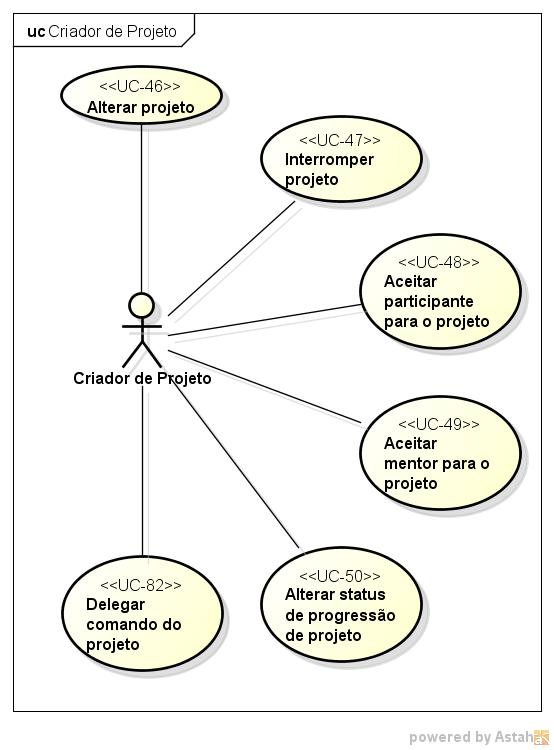 uc Criador de Projeto
<<UC-46>>
Alterar projeto
<<UC-47>>
Interromper
projeto
<<UC-48>>
Aceitar
participante
para o projeto
Criador de Projeto
<<UC-49>>
Aceitar
mentor para o
projeto
<<UC-50>>
Alterar status
de progressão
de projeto
<<UC-82>>
Delegar
comando do
projeto
powered by Astah